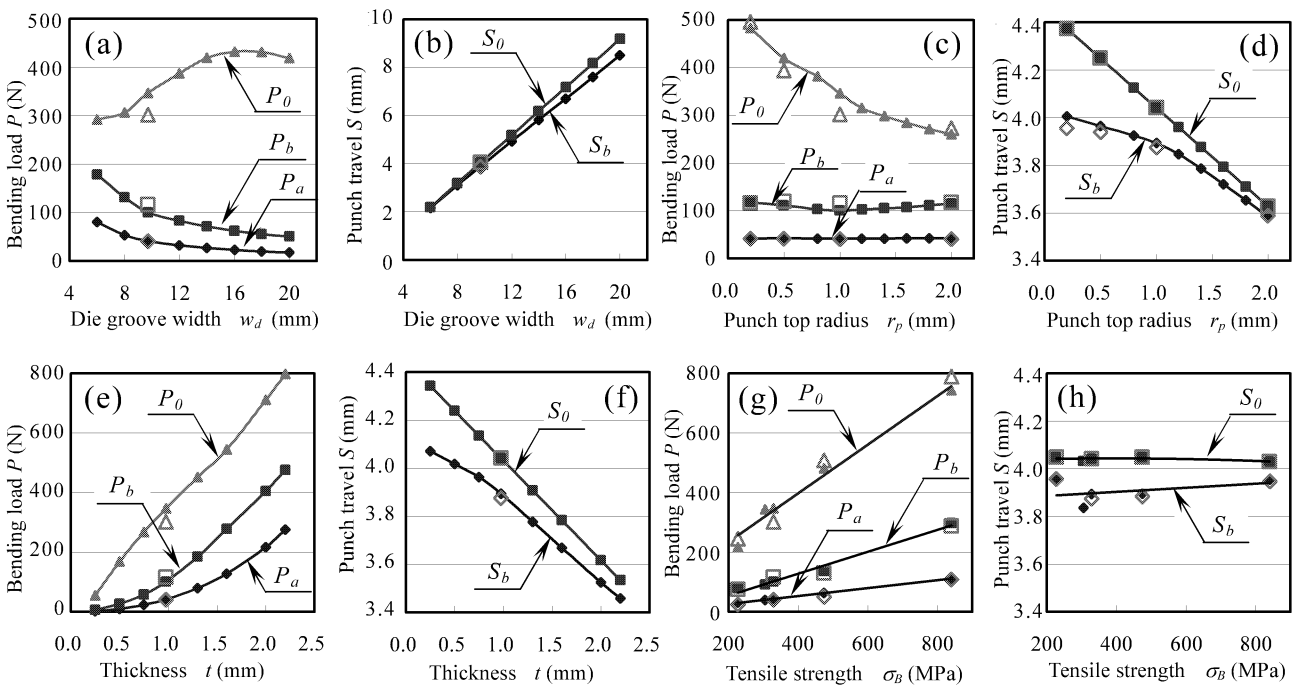 (a)
Bending load P (N)
500
400
300
200
100
0
P0
Pb
Pa
4 8 12 16 20
Die groove width wd (mm)
(b)
Punch travel S (mm)
10
8
6
4
2
0
S0
Sb
4 8 12 16 20
Die groove width wd (mm)
(c)
Bending load P (N)
500
400
300
200
100
0
P0
Pb
Pa
0.0 0.5 1.0 1.5 2.0
Punch top radius rp (mm)
(d)
Punch travel S (mm)
4.4
4.2
4.0
3.8
3.6
3.4
S0
Sb
0.0 0.5 1.0 1.5 2.0
Punch top radius rp (mm)
(e)
Bending load P (N)
800
600
400
200
0
P0
Pb
Pa
0.0 0.5 1.0 1.5 2.0 2.5
Thickness t (mm)
(f)
Punch travel S (mm)
4.4
4.2
4.0
3.8
3.6
3.4
S0
Sb
0.0 0.5 1.0 1.5 2.0 2.5
Thickness t (mm)
(g)
Bending load P (N)
800
600
400
200
0
P0
Pb
Pa
200 400 600 800
Tensile strength σB (MPa)
(h)
Punch travel S (mm)
4.4
4.2
4.0
3.8
3.6
3.4
S0
Sb
200 400 600 800
Tensile strength σB (MPa)